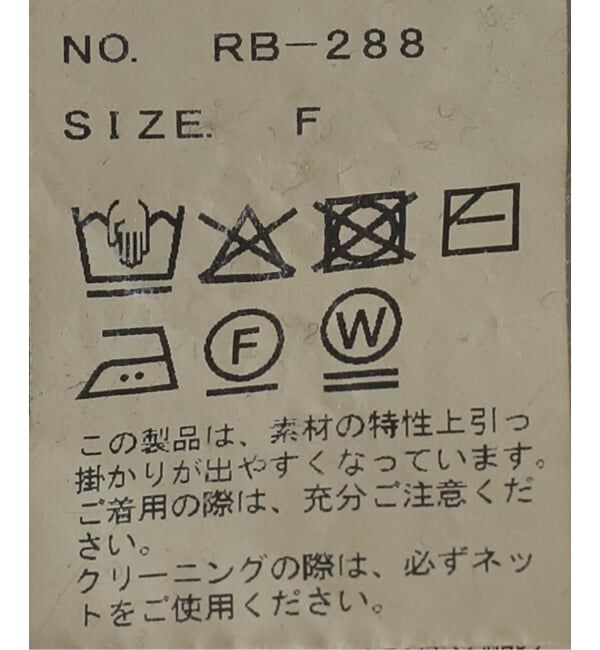 NO. RB-288
SIZE. F
F
W
この製品は、素材の特性上引っ
掛かりが出やすくなっています。
ご着用の際は、充分ご注意くだ
さい。
クリーニングの際は、必ずネッ
トをご使用ください。